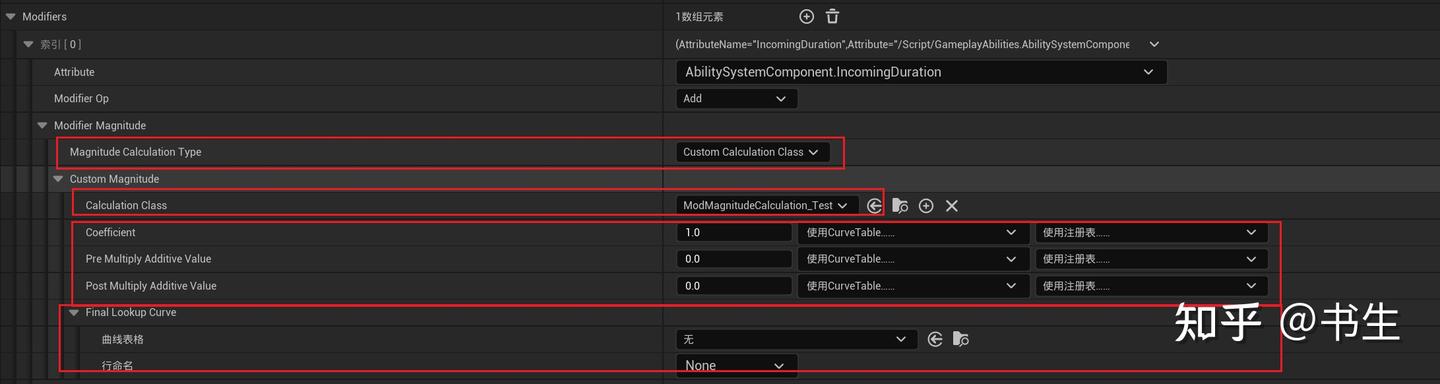 Modifiers 1数组元素
索引 [ 0 ] (AttributeName="IncomingDuration",Attribute="/Script/GameplayAbilities.AbilitySystemCompone
Attribute AbilitySystemComponent.IncomingDuration
Modifier Op Add
Modifier Magnitude
Magnitude Calculation Type Custom Calculation Class
Custom Magnitude
Calculation Class ModMagnitudeCalculation_Test
Coefficient 1.0 使用CurveTable...... 使用注册表......
Pre Multiply Additive Value 0.0 使用CurveTable...... 使用注册表......
Post Multiply Additive Value 0.0 使用CurveTable...... 使用注册表......
Final Lookup Curve
曲线表格 无
行命名 None
知乎 @书生